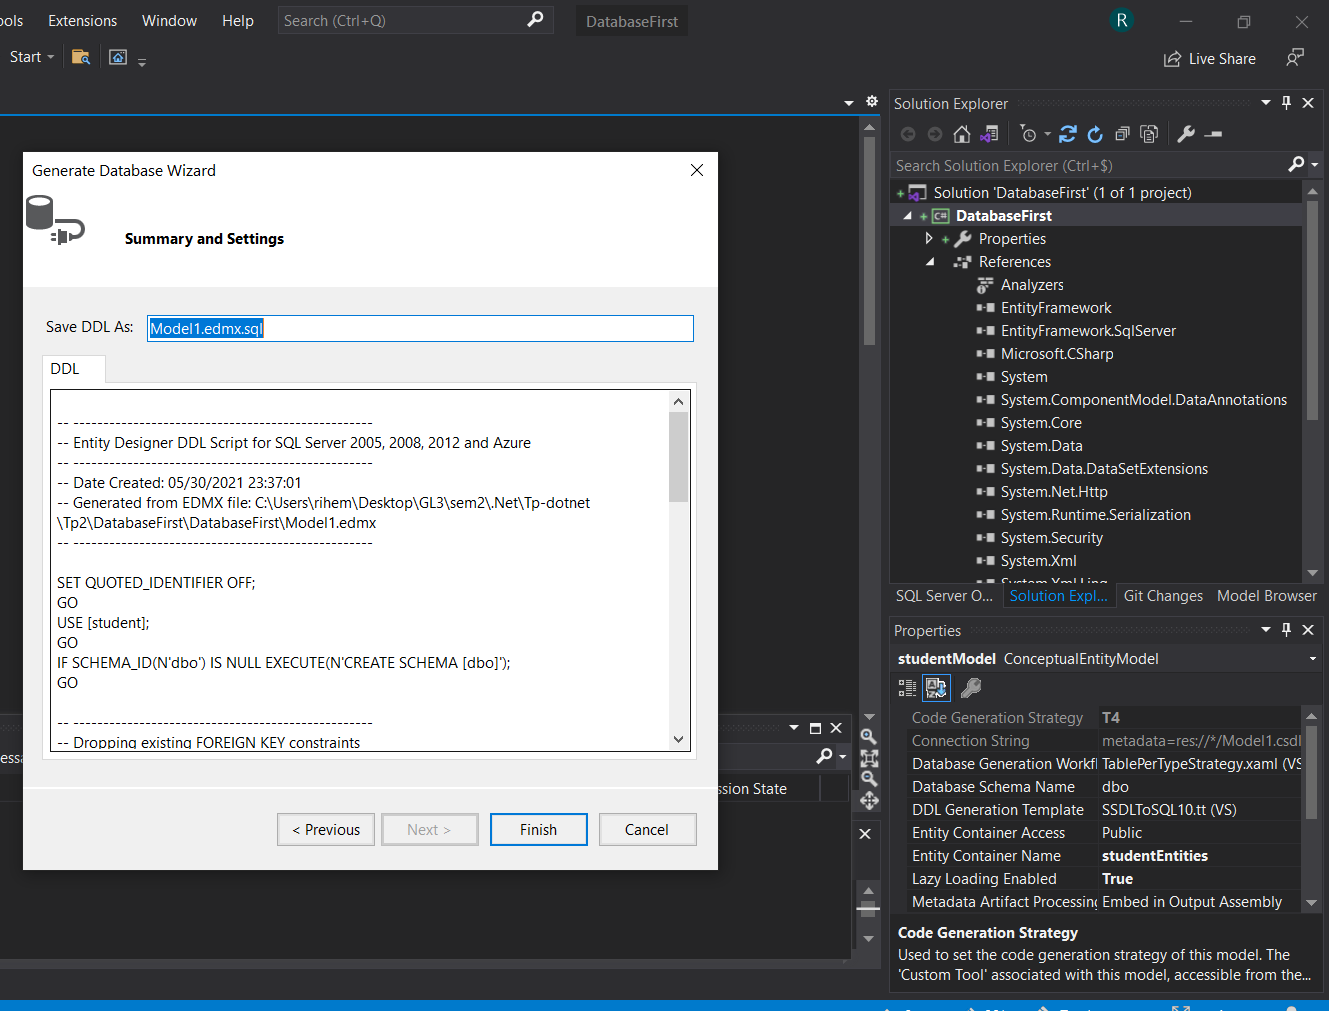 ools Extensions Window Help Search (Ctrl+Q) DatabaseFirst R
Start Live Share
Generate Database Wizard
Summary and Settings
Save DDL As: Model1.edmx.sql
DDL
-- --------------------------------------------------
-- Entity Designer DDL Script for SQL Server 2005, 2008, 2012 and Azure
-- --------------------------------------------------
-- Date Created: 05/30/2021 23:37:01
-- Generated from EDMX file: C:\Users\rihem\Desktop\GL3\sem2\.Net\Tp-dotnet
\Tp2\DatabaseFirst\DatabaseFirst\Model1.edmx
-- --------------------------------------------------
SET QUOTED_IDENTIFIER OFF;
GO
USE [student];
GO
IF SCHEMA_ID(N'dbo') IS NULL EXECUTE(N'CREATE SCHEMA [dbo]');
GO
-- --------------------------------------------------
-- Dropping existing FOREIGN KEY constraints
< Previous Next > Finish Cancel
essa
ssion State
Solution Explorer
Search Solution Explorer (Ctrl+$)
Solution 'DatabaseFirst' (1 of 1 project)
C# DatabaseFirst
Properties
References
Analyzers
EntityFramework
EntityFramework.SqlServer
Microsoft.CSharp
System
System.ComponentModel.DataAnnotations
System.Core
System.Data
System.Data.DataSetExtensions
System.Net.Http
System.Runtime.Serialization
System.Security
System.Xml
System.Xml.Linq
SQL Server O... Solution Expl... Git Changes Model Browser
Properties
studentModel ConceptualEntityModel
Code Generation Strategy T4
Connection String metadata=res://*/Model1.csdl
Database Generation Workfl TablePerTypeStrategy.xaml (VS
Database Schema Name dbo
DDL Generation Template SSDLToSQL10.tt (VS)
Entity Container Access Public
Entity Container Name studentEntities
Lazy Loading Enabled True
Metadata Artifact Processing Embed in Output Assembly
Code Generation Strategy
Used to set the code generation strategy of this model. The
'Custom Tool' associated with this model, accessible from the...